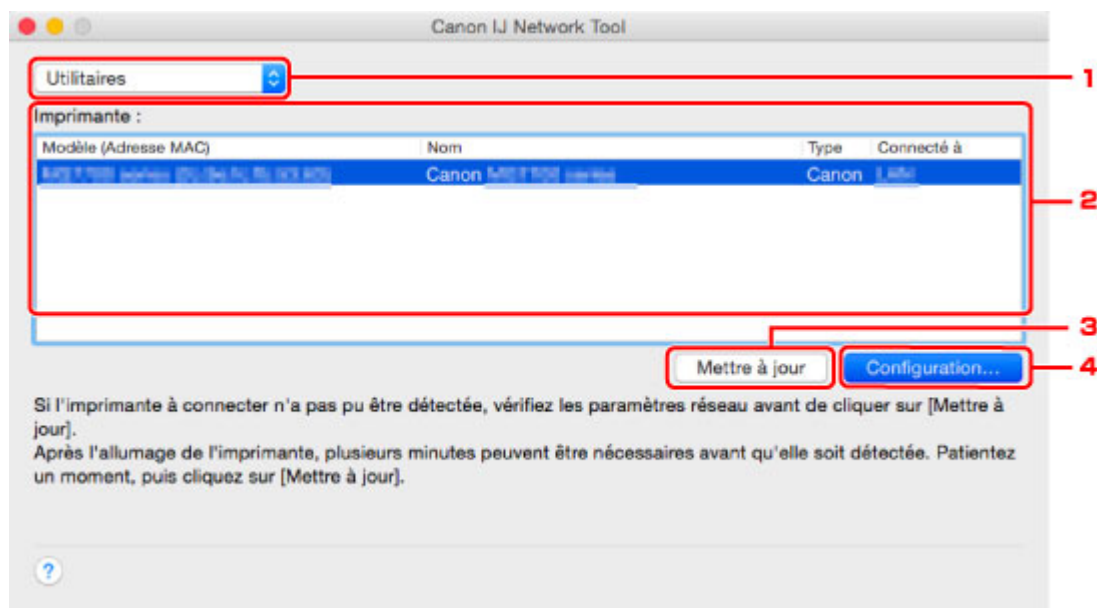 Canon IJ Network Tool
Utilitaires
1
Imprimante :
2
Modèle (Adresse MAC) Nom Type Connecté à
Canon Canon
3
Mettre à jour
Configuration...
4
Si l'imprimante à connecter n'a pas pu être détectée, vérifiez les paramètres réseau avant de cliquer sur [Mettre à
jour].
Après l'allumage de l'imprimante, plusieurs minutes peuvent être nécessaires avant qu'elle soit détectée. Patientez
un moment, puis cliquez sur [Mettre à jour].
?